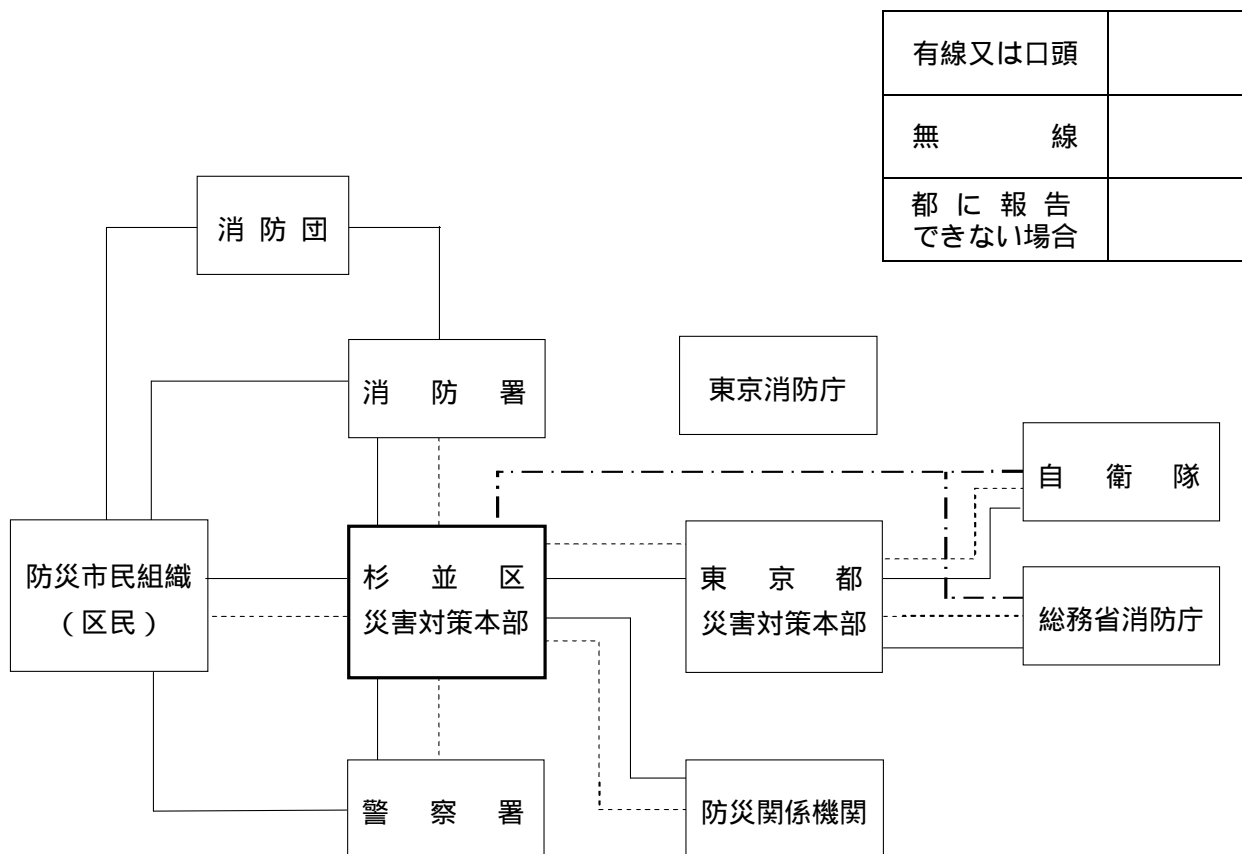 有線又は口頭
無線
都に報告
できない場合
消防団
消防署
東京消防庁
自衛隊
防災市民組織
(区民)
杉並区
災害対策本部
東京都
災害対策本部
総務省消防庁
警察署
防災関係機関